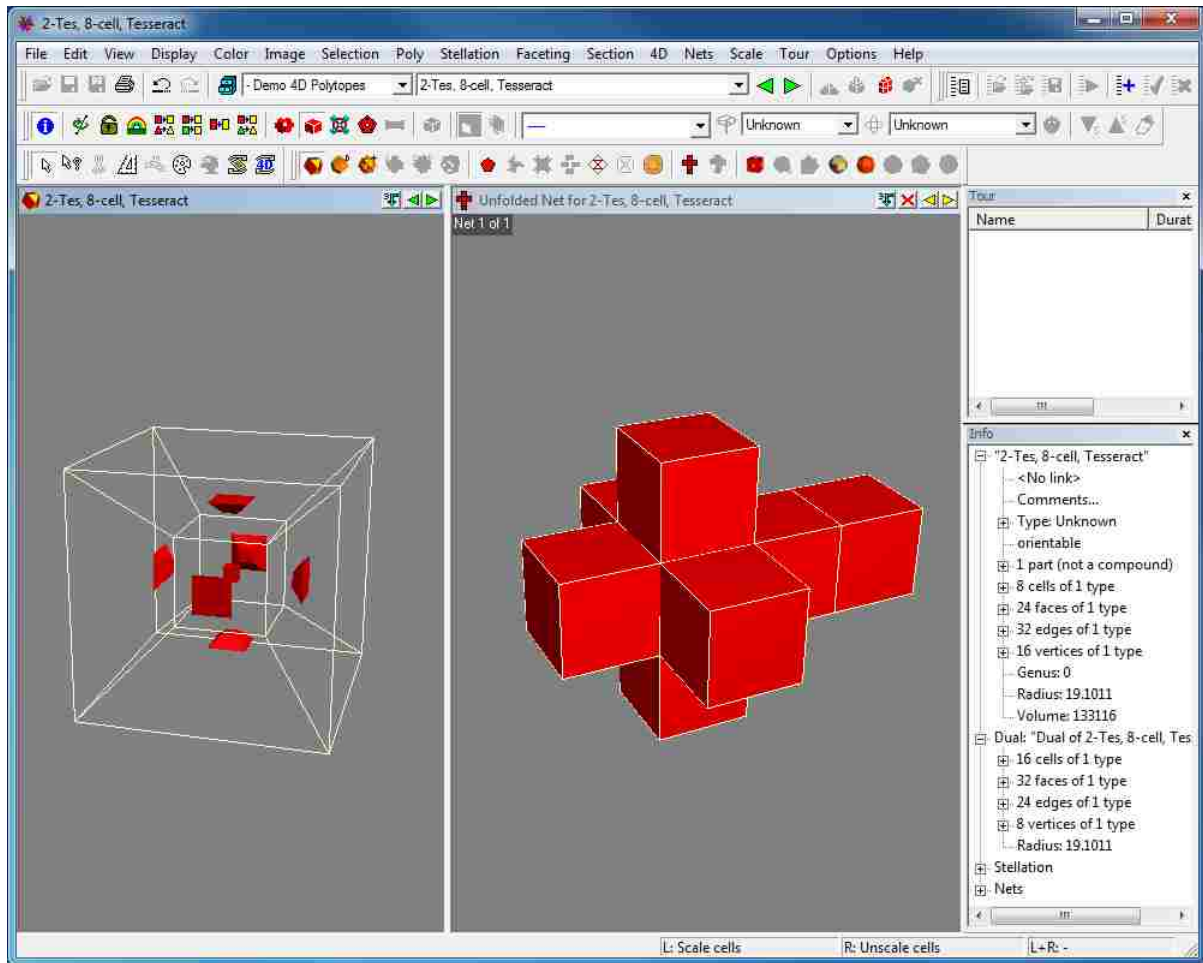 2-Tes, 8-cell, Tesseract
File Edit View Display Color Image Selection Poly Stellation Faceting Section 4D Nets Scale Tour Options Help
- Demo 4D Polytopes 2-Tes, 8-cell, Tesseract
Unknown Unknown
4D
2-Tes, 8-cell, Tesseract
Unfolded Net for 2-Tes, 8-cell, Tesseract
Net 1 of 1
Tour
Name Durat
Info
"2-Tes, 8-cell, Tesseract"
<No link>
Comments...
Type: Unknown
orientable
1 part (not a compound)
8 cells of 1 type
24 faces of 1 type
32 edges of 1 type
16 vertices of 1 type
Genus: 0
Radius: 19.1011
Volume: 133116
Dual: "Dual of 2-Tes, 8-cell, Tes
16 cells of 1 type
32 faces of 1 type
24 edges of 1 type
8 vertices of 1 type
Radius: 19.1011
Stellation
Nets
L: Scale cells R: Unscale cells L+R: -